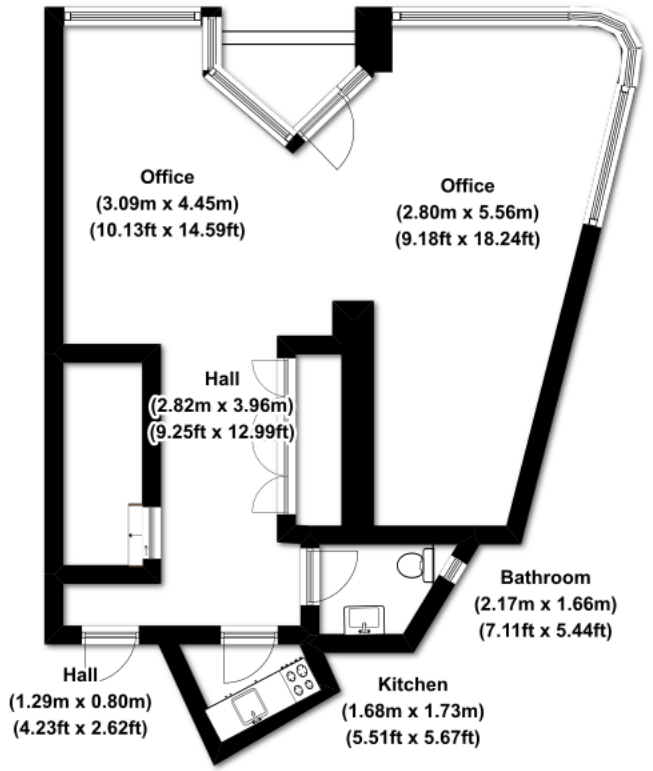 Office
(3.09m x 4.45m)
(10.13ft x 14.59ft)
Office
(2.80m x 5.56m)
(9.18ft x 18.24ft)
Hall
(2.82m x 3.96m)
(9.25ft x 12.99ft)
Bathroom
(2.17m x 1.66m)
(7.11ft x 5.44ft)
Hall
(1.29m x 0.80m)
(4.23ft x 2.62ft)
Kitchen
(1.68m x 1.73m)
(5.51ft x 5.67ft)